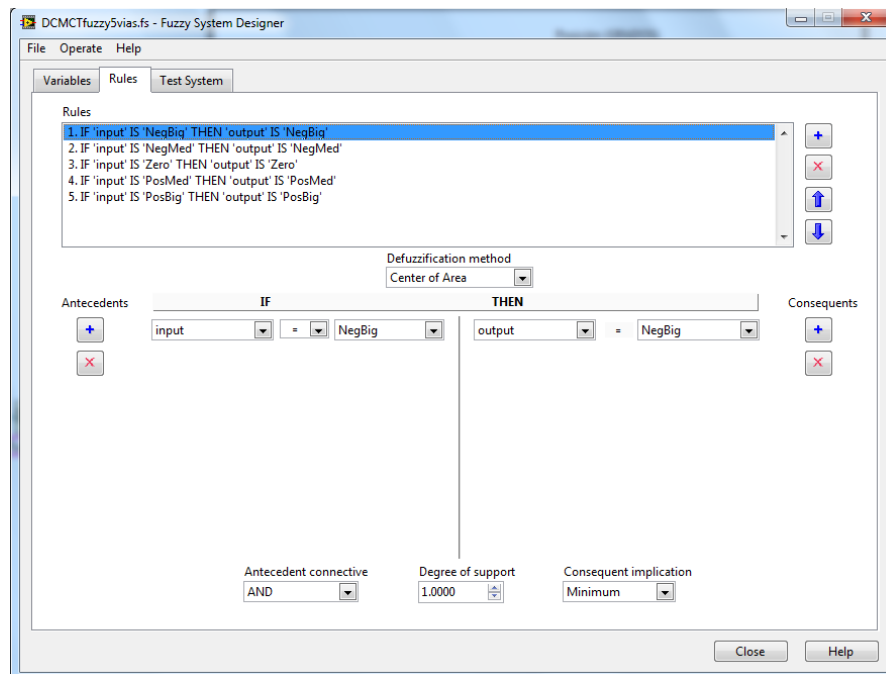 DCMCTfuzzy5vias.fs - Fuzzy System Designer
File Operate Help
Variables Rules Test System
Rules
1. IF 'input' IS 'NegBig' THEN 'output' IS 'NegBig'
2. IF 'input' IS 'NegMed' THEN 'output' IS 'NegMed'
3. IF 'input' IS 'Zero' THEN 'output' IS 'Zero'
4. IF 'input' IS 'PosMed' THEN 'output' IS 'PosMed'
5. IF 'input' IS 'PosBig' THEN 'output' IS 'PosBig'
Defuzzification method
Center of Area
Antecedents IF THEN Consequents
input = NegBig output = NegBig
Antecedent connective Degree of support Consequent implication
AND 1.0000 Minimum
Close Help